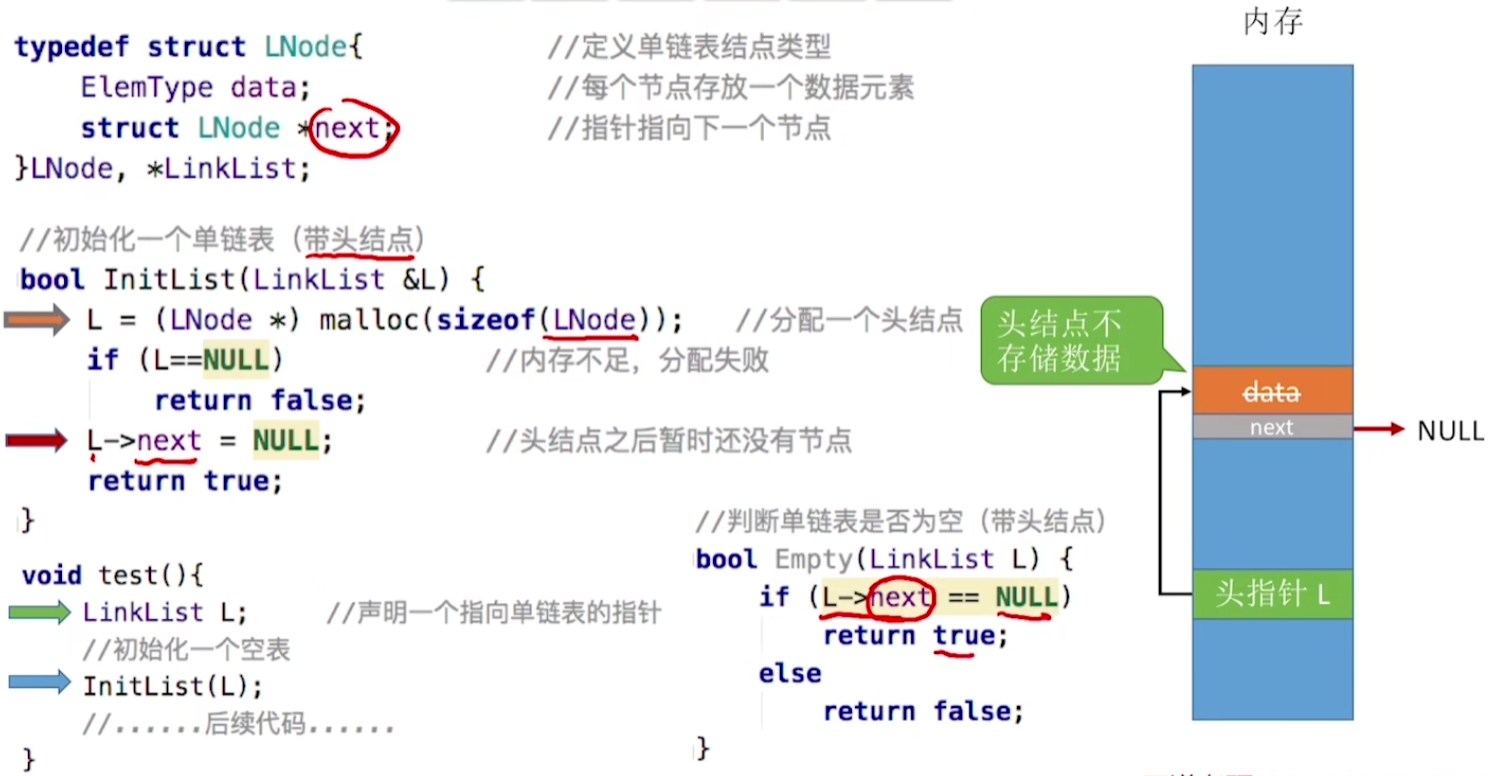 typedef struct LNode{ //定义单链表结点类型
ElemType data; //每个节点存放一个数据元素
struct LNode *next; //指针指向下一个节点
}LNode, *LinkList;
//初始化一个单链表（带头结点）
bool InitList(LinkList &L) {
L = (LNode *) malloc(sizeof(LNode)); //分配一个头结点
if (L==NULL) //内存不足，分配失败
return false;
L->next = NULL; //头结点之后暂时还没有节点
return true;
}
void test(){
LinkList L; //声明一个指向单链表的指针
//初始化一个空表
InitList(L);
//......后续代码......
}
//判断单链表是否为空（带头结点）
bool Empty(LinkList L) {
if (L->next == NULL)
return true;
else
return false;
}
内存
头结点不
存储数据
data
next
NULL
头指针 L